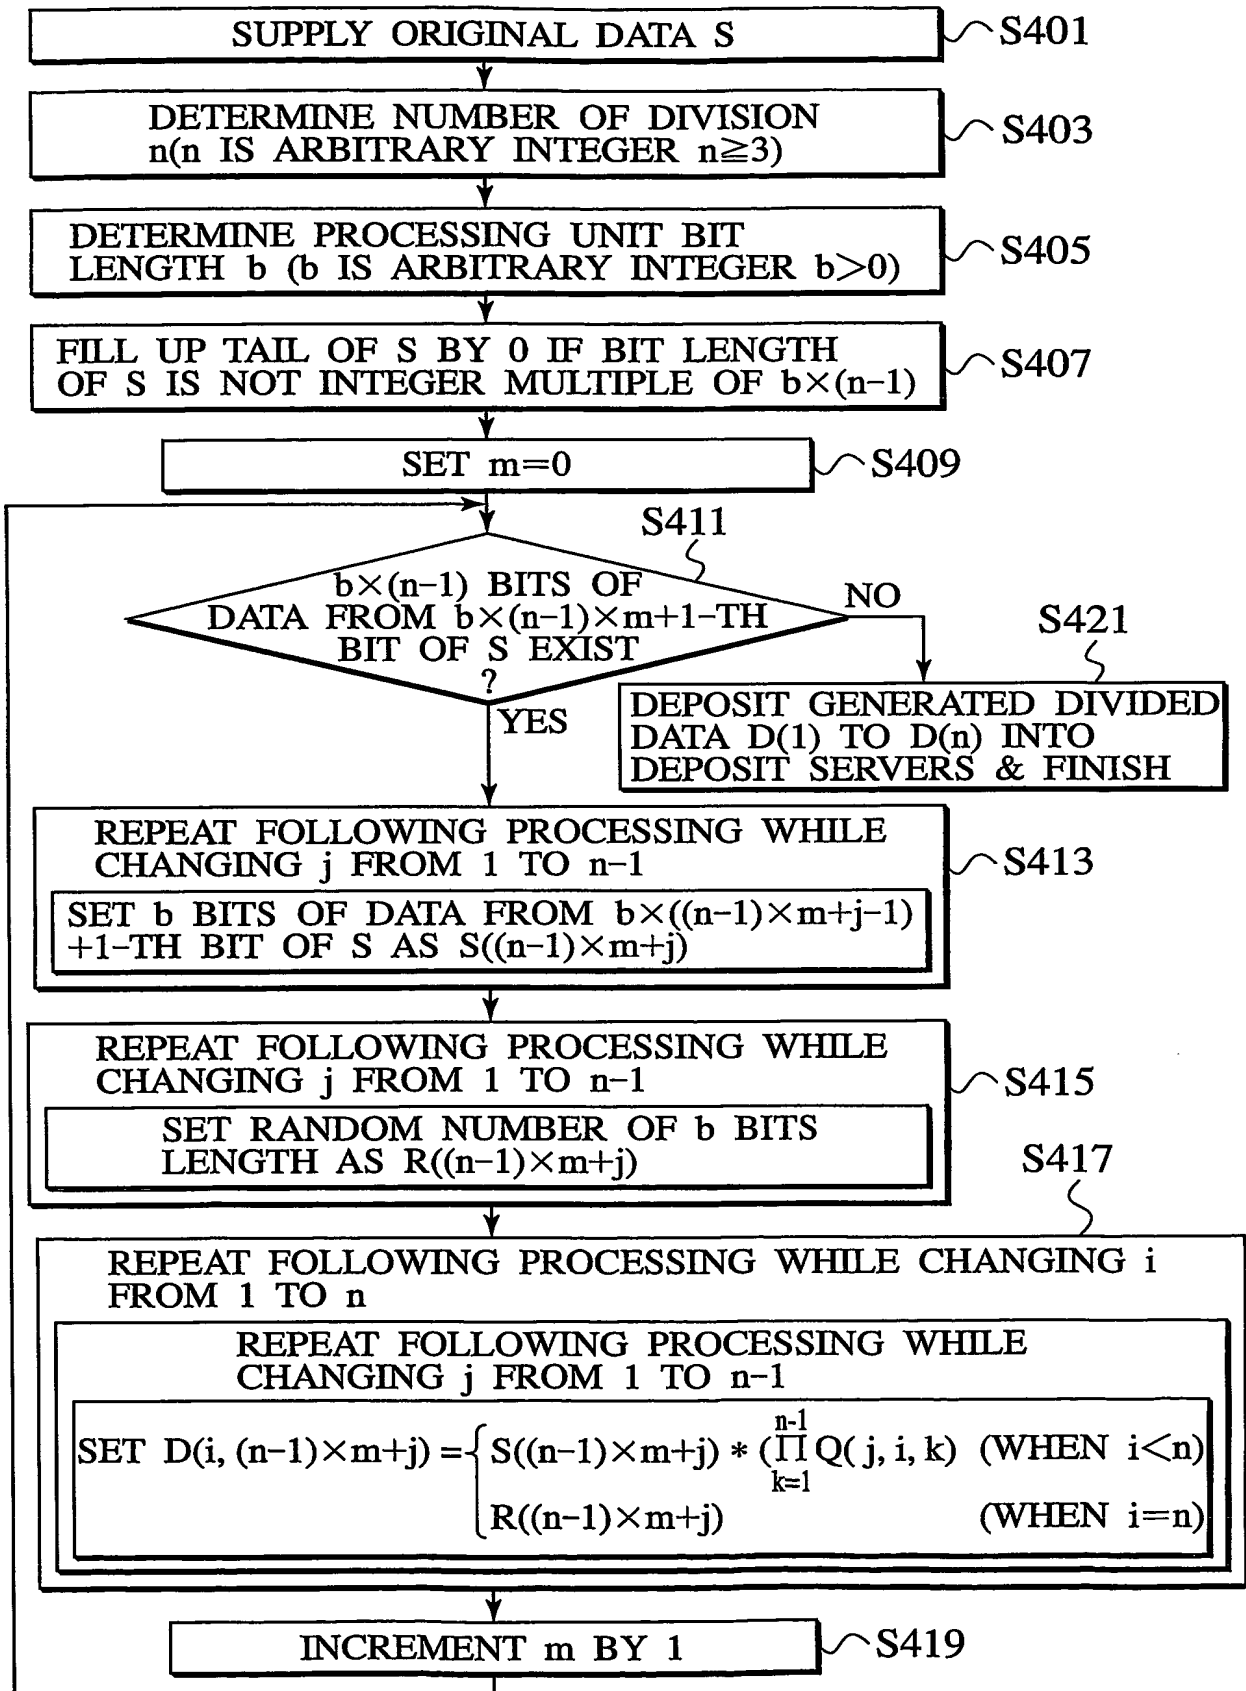 SUPPLY ORIGINAL DATA S
S401
DETERMINE NUMBER OF DIVISION
n(n IS ARBITRARY INTEGER n≧3)
S403
DETERMINE PROCESSING UNIT BIT
LENGTH b (b IS ARBITRARY INTEGER b>0)
S405
FILL UP TAIL OF S BY 0 IF BIT LENGTH
OF S IS NOT INTEGER MULTIPLE OF b×(n-1)
S407
SET m=0
S409
S411
b×(n-1) BITS OF
DATA FROM b×(n-1)×m+1-TH
BIT OF S EXIST
?
NO
YES
S421
DEPOSIT GENERATED DIVIDED
DATA D(1) TO D(n) INTO
DEPOSIT SERVERS & FINISH
REPEAT FOLLOWING PROCESSING WHILE
CHANGING j FROM 1 TO n-1
S413
SET b BITS OF DATA FROM b×((n-1)×m+j-1)
+1-TH BIT OF S AS S((n-1)×m+j)
REPEAT FOLLOWING PROCESSING WHILE
CHANGING j FROM 1 TO n-1
S415
SET RANDOM NUMBER OF b BITS
LENGTH AS R((n-1)×m+j)
S417
REPEAT FOLLOWING PROCESSING WHILE CHANGING i
FROM 1 TO n
REPEAT FOLLOWING PROCESSING WHILE
CHANGING j FROM 1 TO n-1
n-1
SET D(i, (n-1)×m+j) = { S((n-1)×m+j) * (Π Q( j, i, k) (WHEN i<n)
k=1
R((n-1)×m+j) (WHEN i=n)
INCREMENT m BY 1
S419